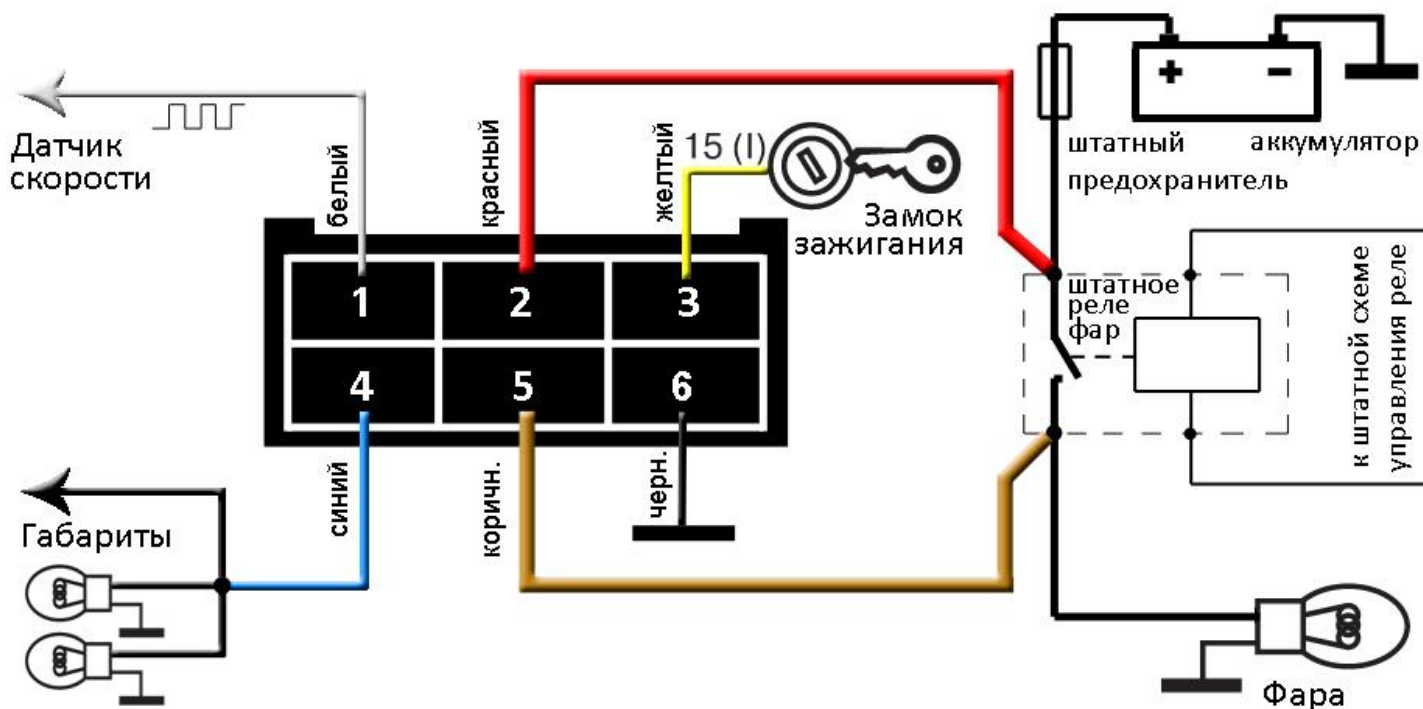 Датчик
скорости
белый
красный
желтый
15 (I)
Замок
зажигания
+ −
штатный аккумулятор
предохранитель
штатное
реле
фар
к штатной схеме
управления реле
1 2 3
4 5 6
синий
коричн.
черн.
Габариты
Фара